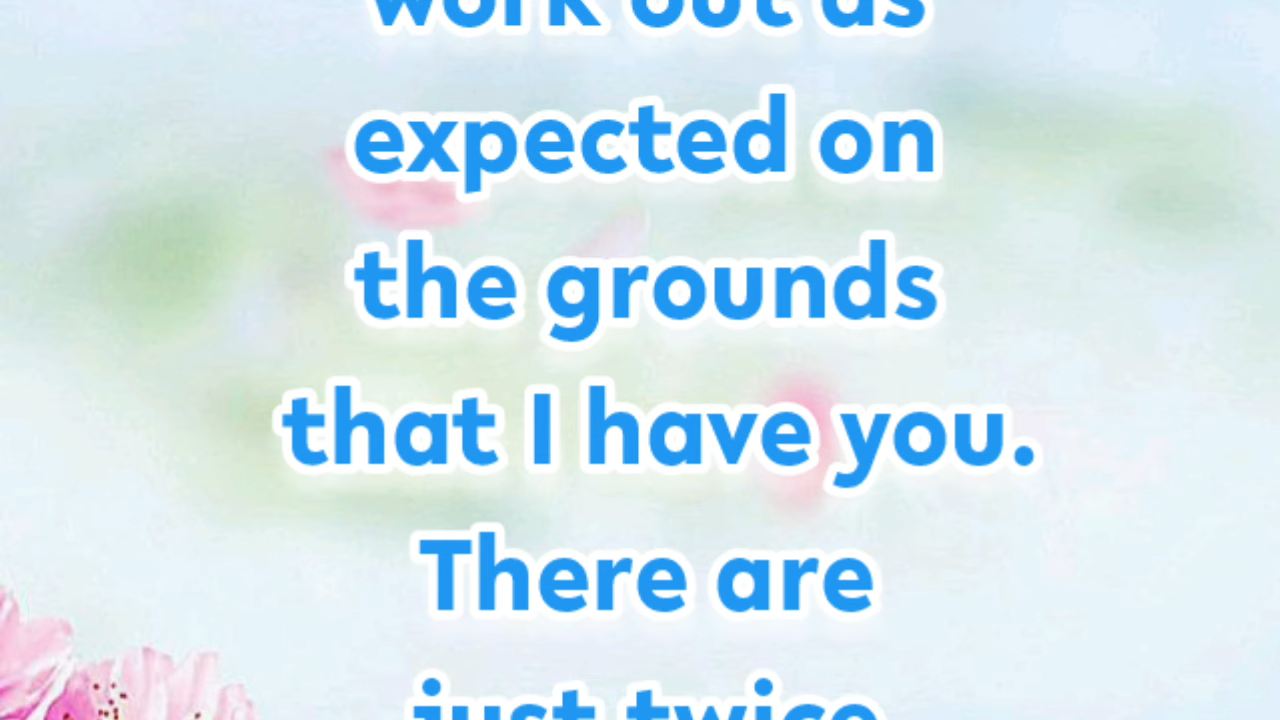 work out as
expected on
the grounds
that I have you.
There are
just twice